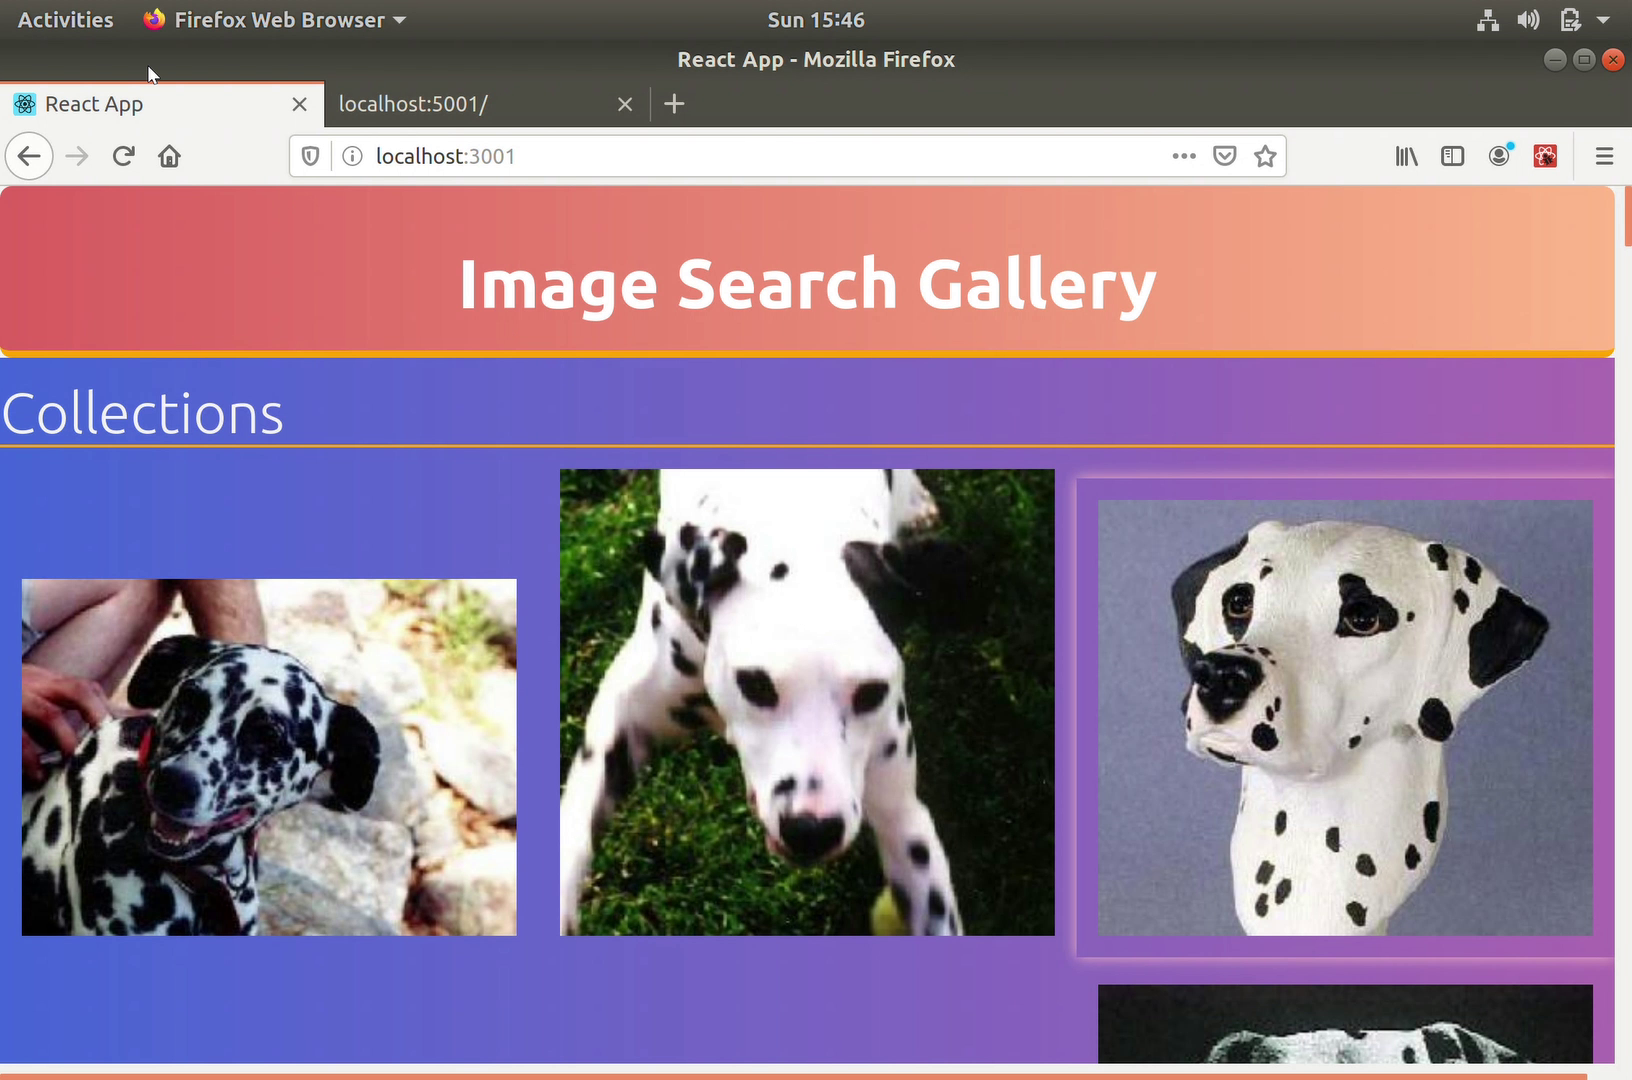 Activities
Firefox Web Browser
Sun 15:46
React App - Mozilla Firefox
React App
localhost:5001/
localhost:3001
Image Search Gallery
Collections